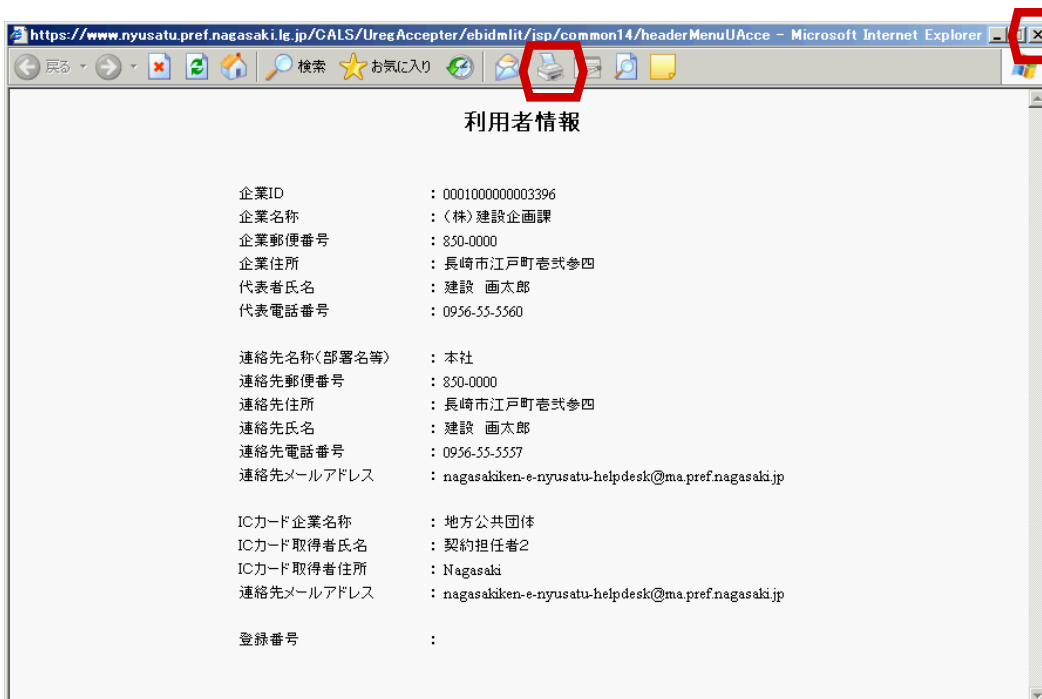 https://www.nyusatu.pref.nagasaki.lg.jp/CALS/UregAccepter/ebidmlit/jsp/common14/headerMenuUAcce - Microsoft Internet Explorer
戻る 検索 お気に入り
利用者情報
企業ID : 0001000000003396
企業名称 : (株)建設企画課
企業郵便番号 : 850-0000
企業住所 : 長崎市江戸町壱弐参四
代表者氏名 : 建設 画太郎
代表電話番号 : 0956-55-5560
連絡先名称(部署名等) : 本社
連絡先郵便番号 : 850-0000
連絡先住所 : 長崎市江戸町壱弐参四
連絡先氏名 : 建設 画太郎
連絡先電話番号 : 0956-55-5557
連絡先メールアドレス : nagasakiken-e-nyusatu-helpdesk@ma.pref.nagasaki.jp
ICカード企業名称 : 地方公共団体
ICカード取得者氏名 : 契約担任者2
ICカード取得者住所 : Nagasaki
連絡先メールアドレス : nagasakiken-e-nyusatu-helpdesk@ma.pref.nagasaki.jp
登録番号 :